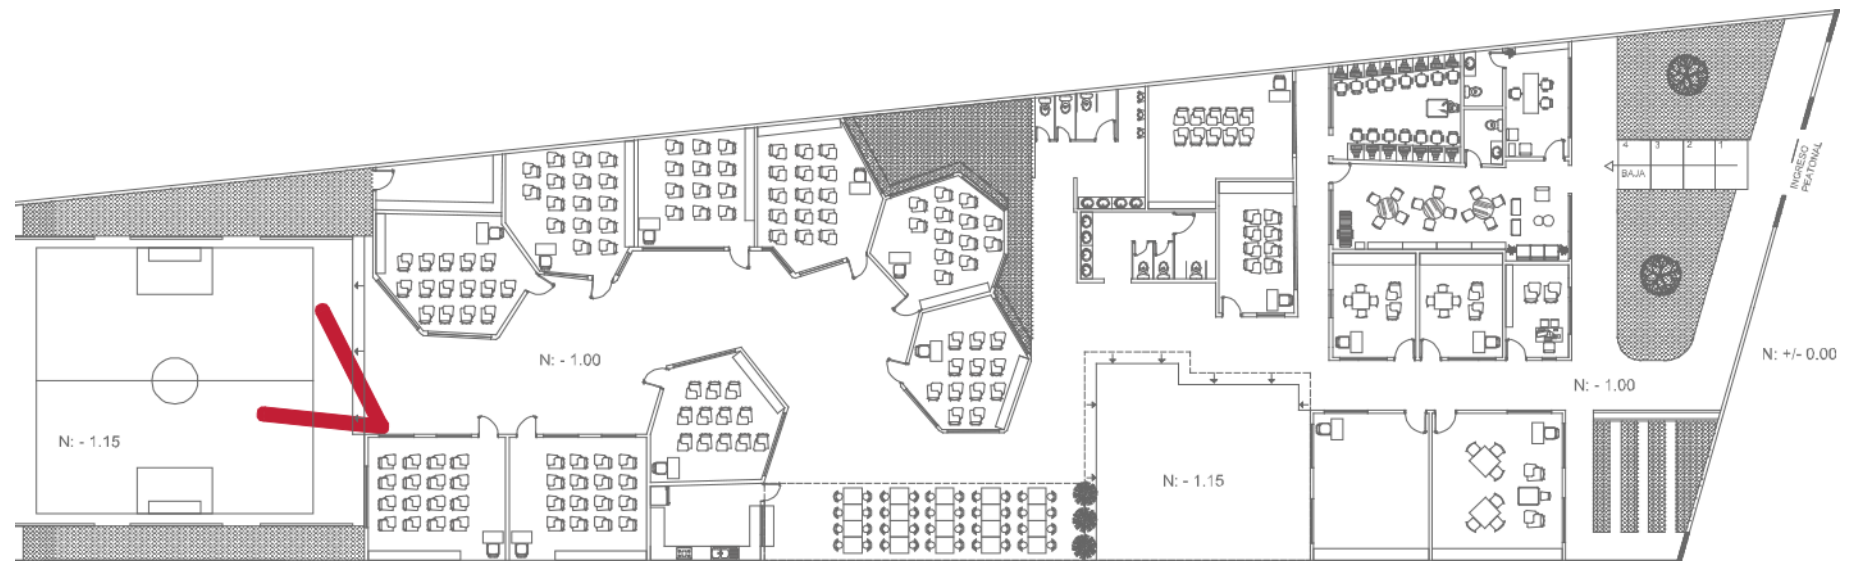 4 3 2 1
BAJA
INGRESO
PEATONAL
N: +/- 0.00
N: - 1.00
N: - 1.00
N: - 1.15
N: - 1.15